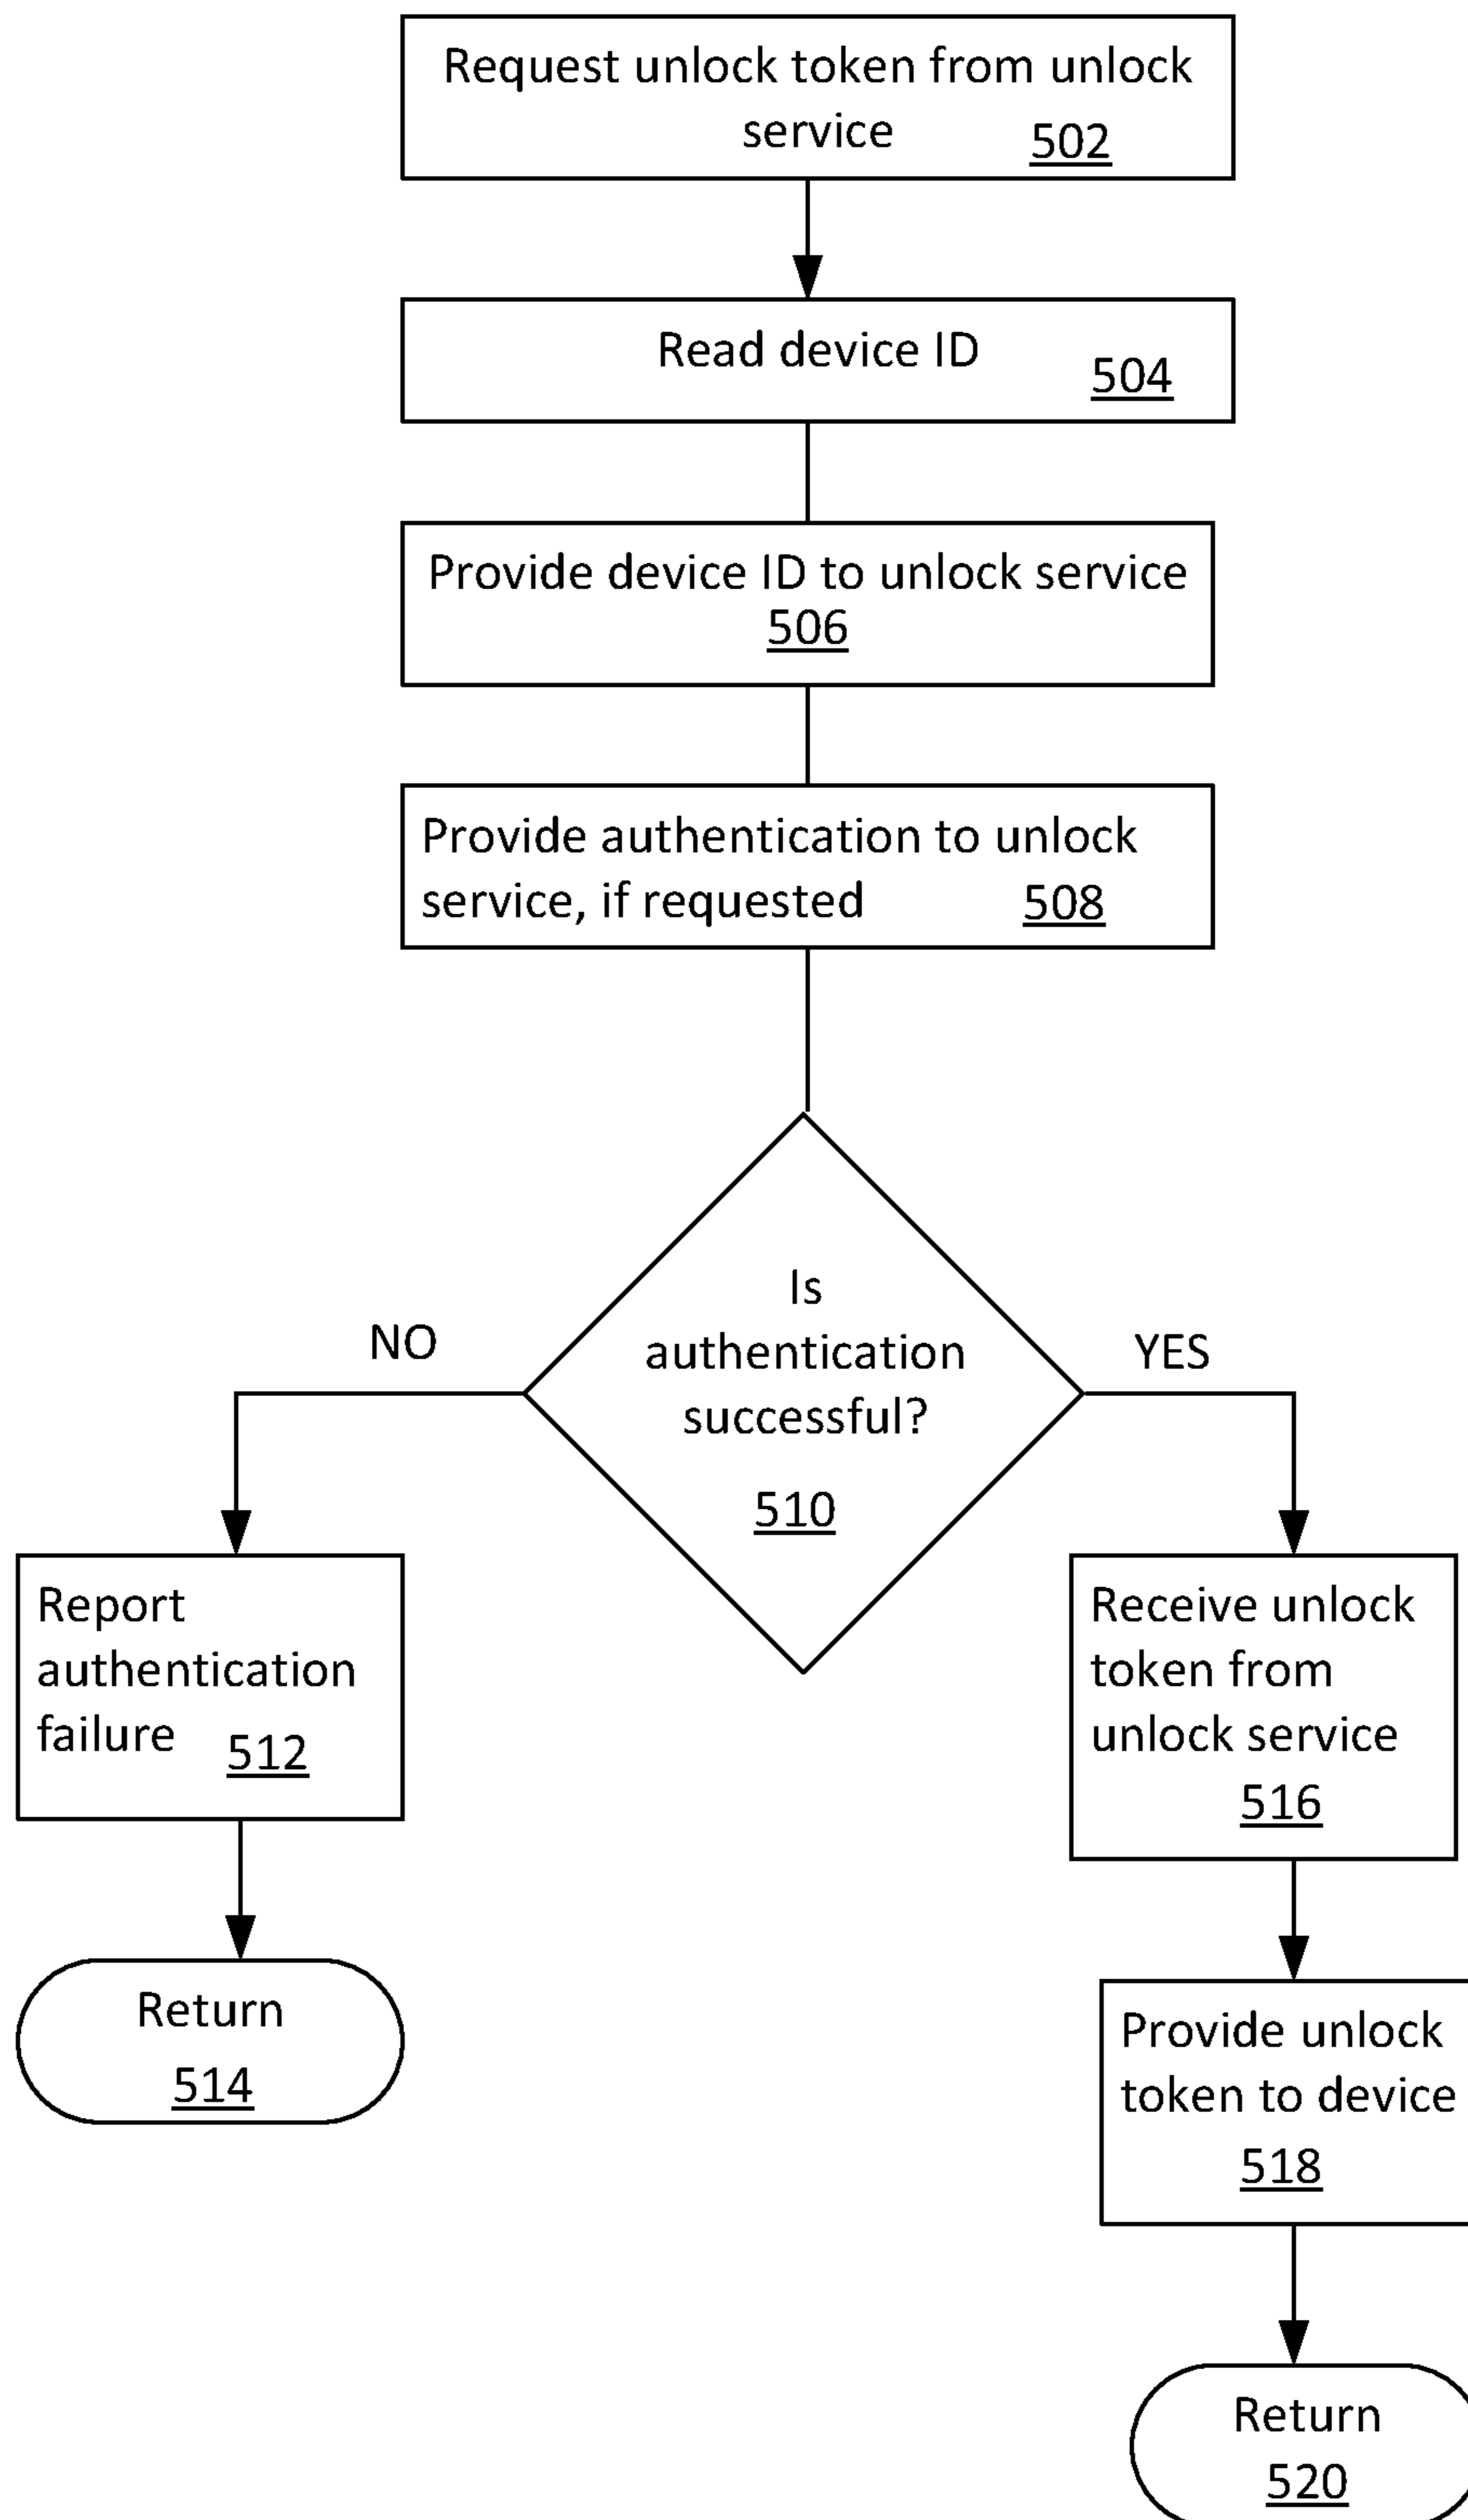 Request unlock token from unlock
service 502
Read device ID
504
Provide device ID to unlock service
506
Provide authentication to unlock
service, if requested 508
Is
authentication
successful?
510
NO
YES
Report
authentication
failure 512
Return
514
Receive unlock
token from
unlock service
516
Provide unlock
token to device
518
Return
520